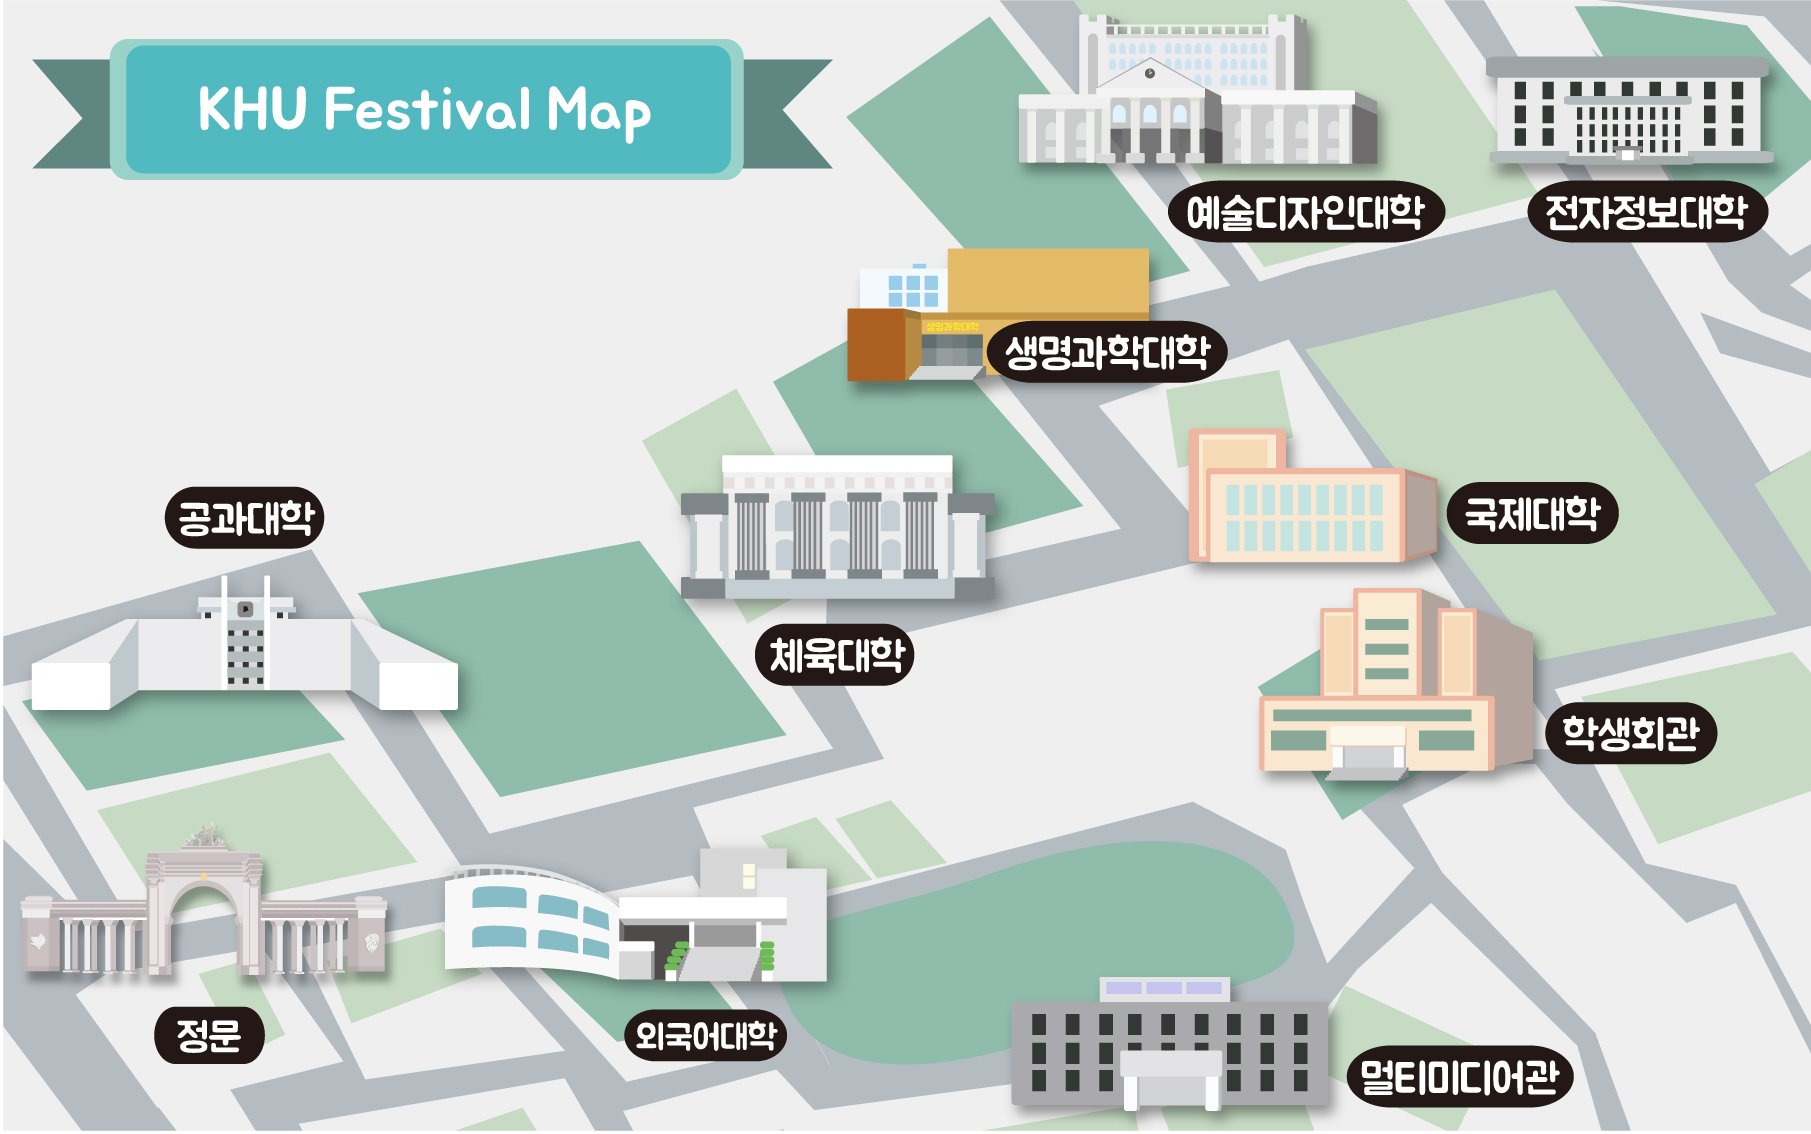 KHU Festival Map
예술디자인대학
전자정보대학
생명과학대학
생명과학대학
국제대학
공과대학
체육대학
학생회관
정문
외국어대학
멀티미디어관